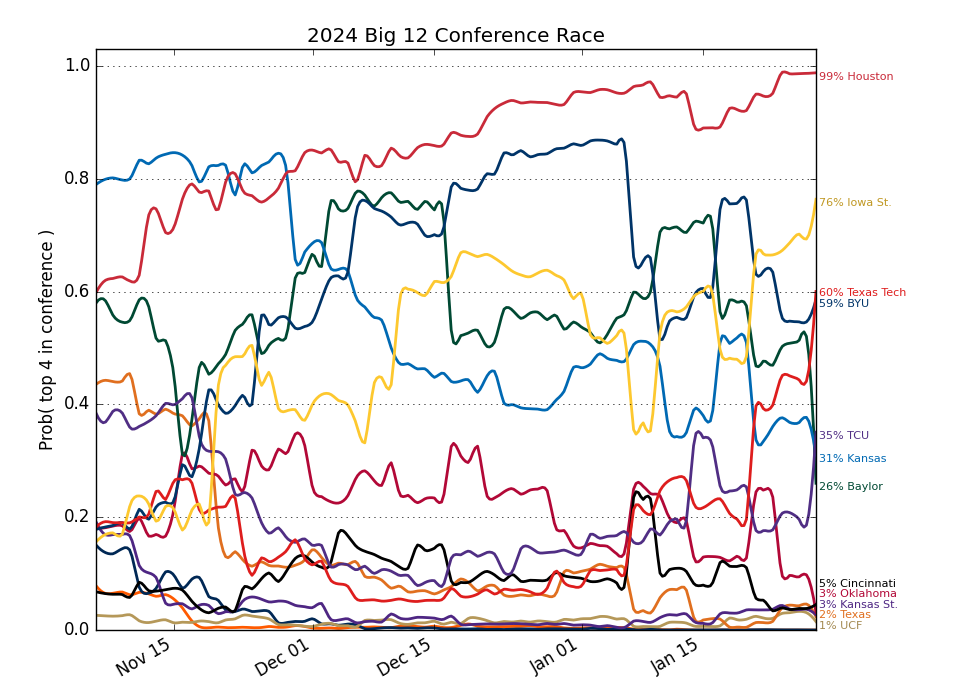 2024 Big 12 Conference Race
Prob( top 4 in conference )
1.0
0.8
0.6
0.4
0.2
0.0
Nov 15
Dec 01
Dec 15
Jan 01
Jan 15
99% Houston
76% Iowa St.
60% Texas Tech
59% BYU
35% TCU
31% Kansas
26% Baylor
5% Cincinnati
3% Oklahoma
3% Kansas St.
2% Texas
1% UCF